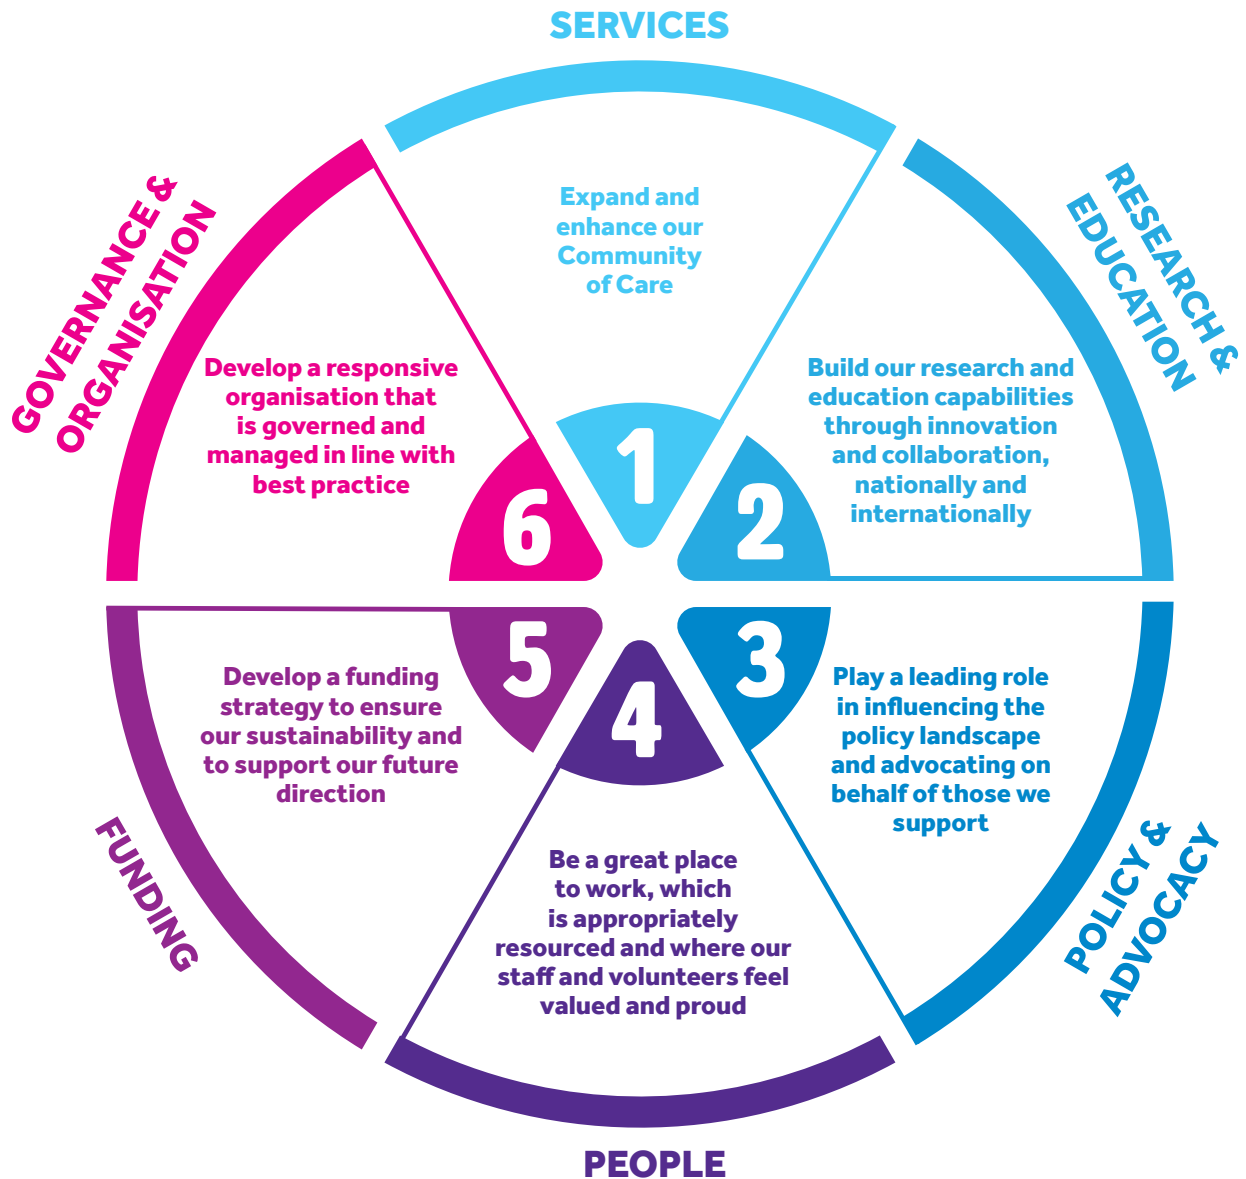 SERVICES
Expand and
enhance our
Community
of Care
1
RESEARCH &
EDUCATION
Build our research and
education capabilities
through innovation
and collaboration,
nationally and
internationally
2
POLICY &
ADVOCACY
3
Play a leading role
in influencing the
policy landscape
and advocating on
behalf of those we
support
4
Be a great place
to work, which
is appropriately
resourced and where our
staff and volunteers feel
valued and proud
PEOPLE
5
Develop a funding
strategy to ensure
our sustainability and
to support our future
direction
FUNDING
GOVERNANCE &
ORGANISATION
Develop a responsive
organisation that
is governed and
managed in line with
best practice
6